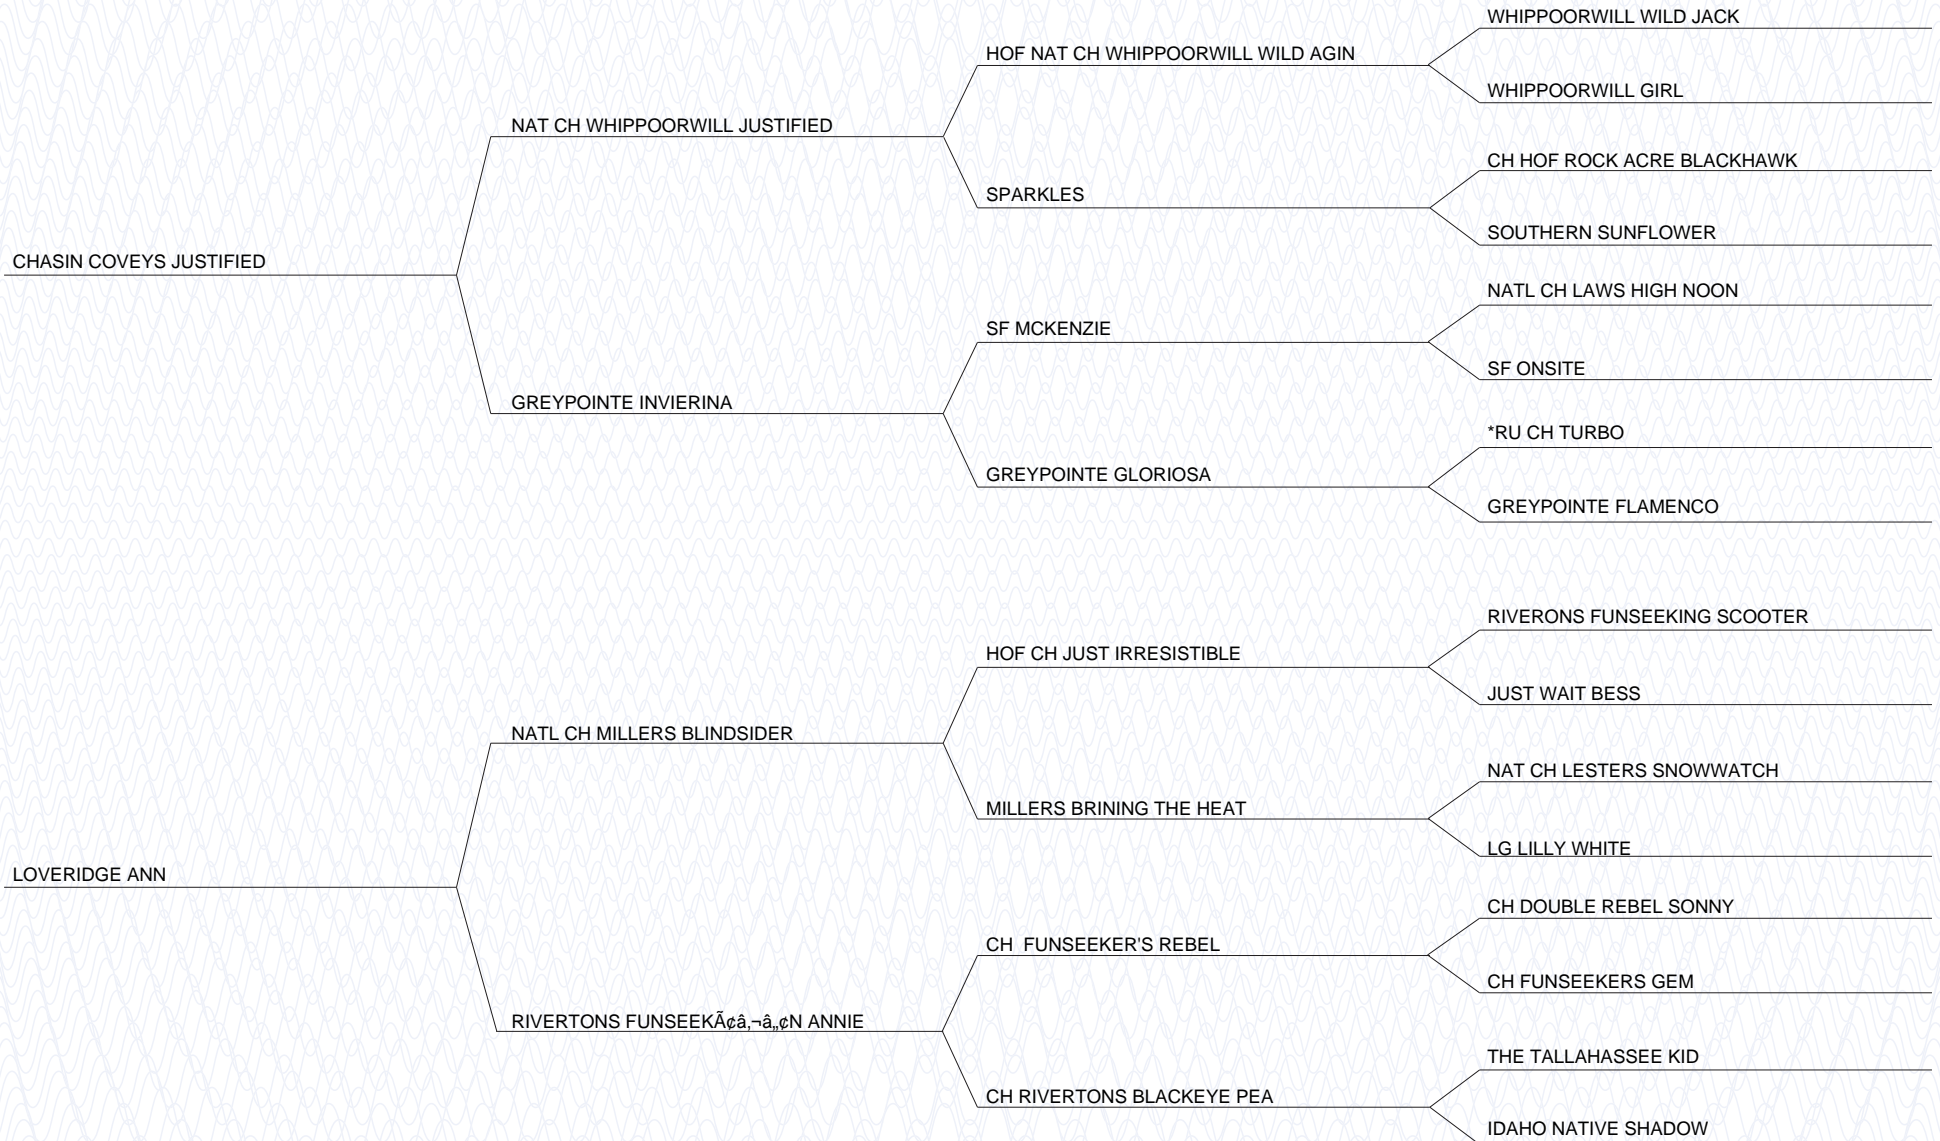 WHIPPOORWILL WILD JACK
HOF NAT CH WHIPPOORWILL WILD AGIN
WHIPPOORWILL GIRL
NAT CH WHIPPOORWILL JUSTIFIED
CH HOF ROCK ACRE BLACKHAWK
SPARKLES
SOUTHERN SUNFLOWER
CHASIN COVEYS JUSTIFIED
NATL CH LAWS HIGH NOON
SF MCKENZIE
SF ONSITE
GREYPOINTE INVIERINA
*RU CH TURBO
GREYPOINTE GLORIOSA
GREYPOINTE FLAMENCO
RIVERONS FUNSEEKING SCOOTER
HOF CH JUST IRRESISTIBLE
JUST WAIT BESS
NATL CH MILLERS BLINDSIDER
NAT CH LESTERS SNOWWATCH
MILLERS BRINING THE HEAT
LG LILLY WHITE
LOVERIDGE ANN
CH DOUBLE REBEL SONNY
CH  FUNSEEKER'S REBEL
CH FUNSEEKERS GEM
RIVERTONS FUNSEEKÃ¢â‚¬â„¢N ANNIE
THE TALLAHASSEE KID
CH RIVERTONS BLACKEYE PEA
IDAHO NATIVE SHADOW